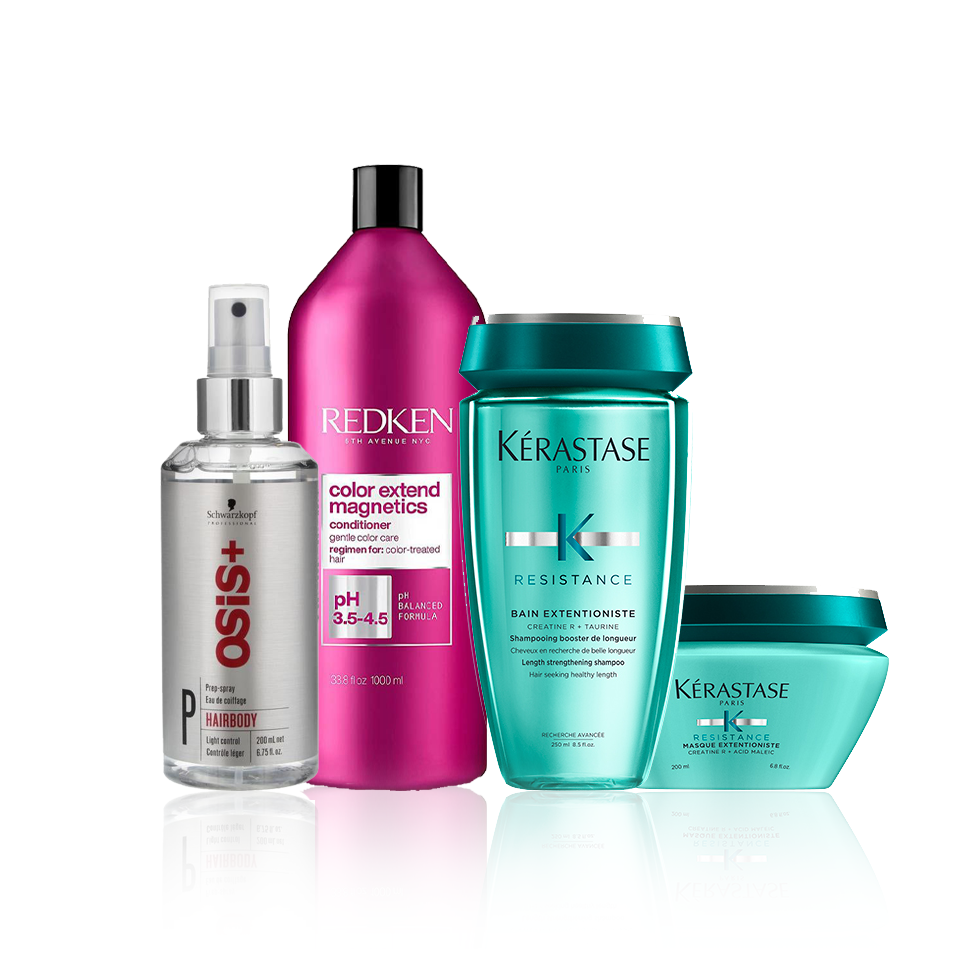 Schwarzkopf
PROFESSIONAL
OSiS+
P
Prep-spray
Eau de coiffage
HAIRBODY
Light control
Contrôle léger
200 mL net
6.75 fl. oz.
REDKEN
5TH AVENUE NYC
color extend
magnetics
conditioner
gentle color care
regimen for: color-treated
hair
pH
3.5-4.5
pH
BALANCED
FORMULA
33.8 fl oz 1000 ml
KÉRASTASE
PARIS
K
RESISTANCE
BAIN EXTENTIONISTE
CREATINE R + TAURINE
Shampooing booster de longueur
Cheveux en recherche de belle longueur
Length strengthening shampoo
Hair seeking healthy length
RECHERCHE AVANCÉE
250 ml 8.5 fl.oz.
KÉRASTASE
PARIS
K
RESISTANCE
MASQUE EXTENTIONISTE
CREATINE R + ACID MALEIC
200 ml 6.8 fl.oz.